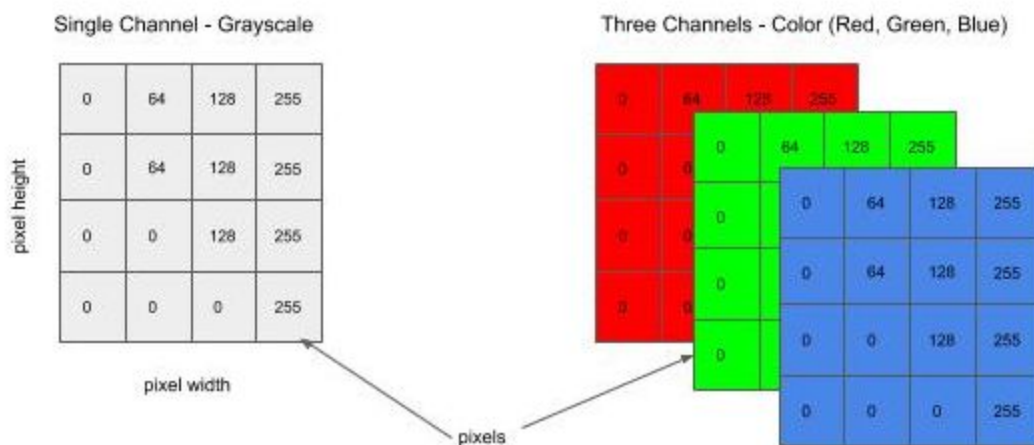 Single Channel - Grayscale
Three Channels - Color (Red, Green, Blue)
0 64 128 255
0 64 128 255
0 0 128 255
0 0 0 255
pixel height
pixel width
0 64 128 255
0
0 0
0 0
0 64 128 255
0
0
0
0 64 128 255
0 64 128 255
0 0 128 255
0 0 0 255
pixels